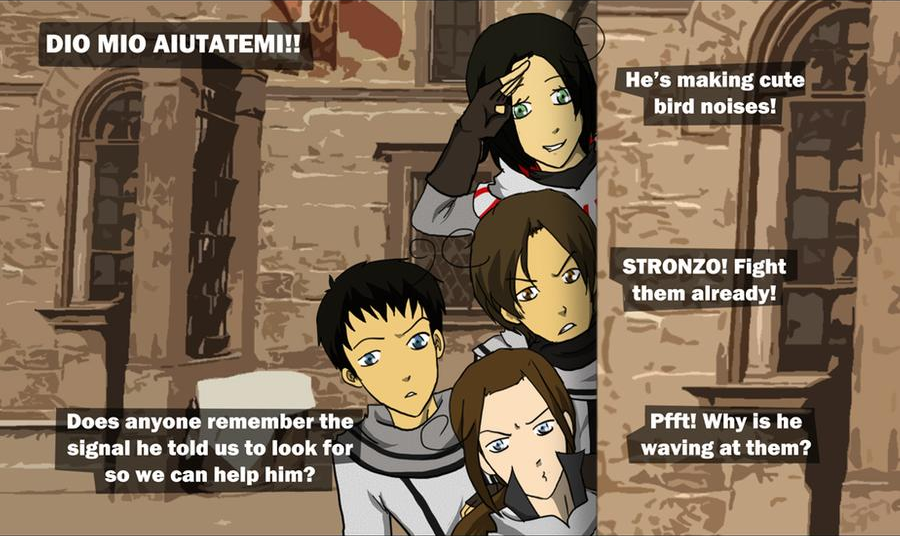 DIO MIO AIUTATEMI!!
He's making cute
bird noises!
STRONZO! Fight
them already!
Does anyone remember the
signal he told us to look for
so we can help him?
Pfft! Why is he
waving at them?